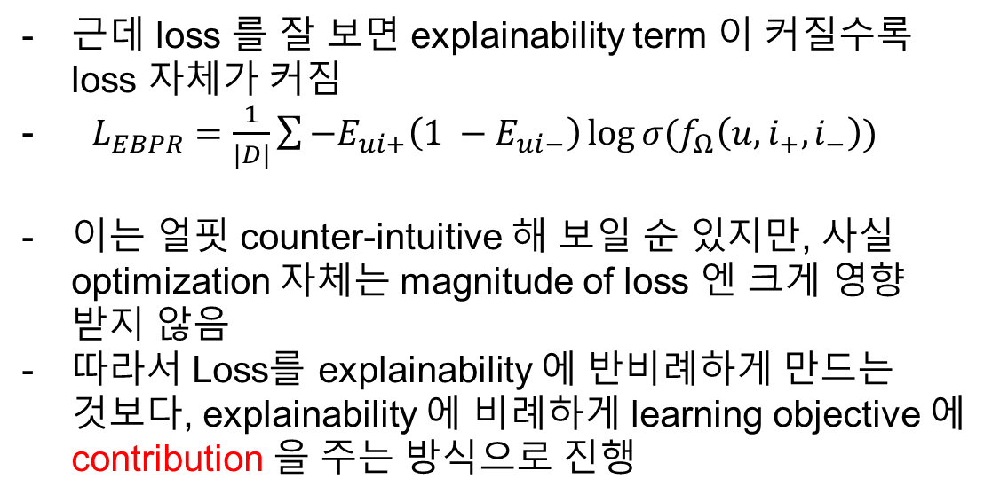 - 근데 loss 를 잘 보면 explainability term 이 커질수록
loss 자체가 커짐
- $L_{EBPR} = \frac{1}{|D|} \sum -E_{ui+}(1 - E_{ui-}) \log \sigma(f_{\Omega}(u, i_+, i_-))$
- 이는 얼핏 counter-intuitive 해 보일 순 있지만, 사실
optimization 자체는 magnitude of loss 엔 크게 영향
받지 않음
- 따라서 Loss를 explainability 에 반비례하게 만드는
것보다, explainability 에 비례하게 learning objective 에
contribution 을 주는 방식으로 진행